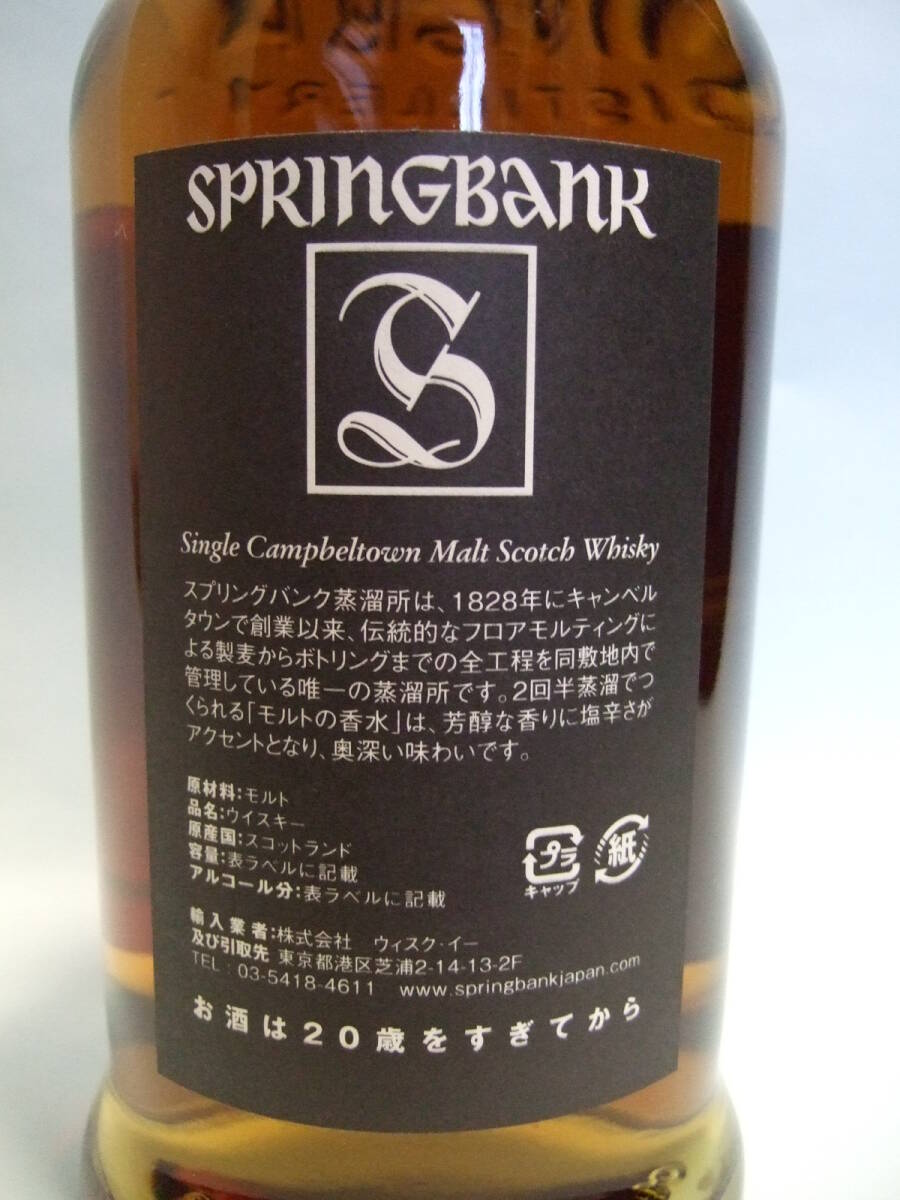 SPRINGBANK
S
Single Campbeltown Malt Scotch Whisky
スプリングバンク蒸溜所は、1828年にキャンベル
タウンで創業以来、伝統的なフロアモルティングに
よる製麦からボトリングまでの全工程を同敷地内で
管理している唯一の蒸溜所です。2回半蒸溜でつ
くられる「モルトの香水」は、芳醇な香りに塩辛さが
アクセントとなり、奥深い味わいです。
原材料：モルト
品名：ウイスキー
原産国：スコットランド
容量：表ラベルに記載
アルコール分：表ラベルに記載
プラ
キャップ
紙
輸入業者：株式会社 ウィスク・イー
及び引取先 東京都港区芝浦2-14-13-2F
TEL：03-5418-4611 www.springbankjapan.com
お酒は20歳をすぎてから